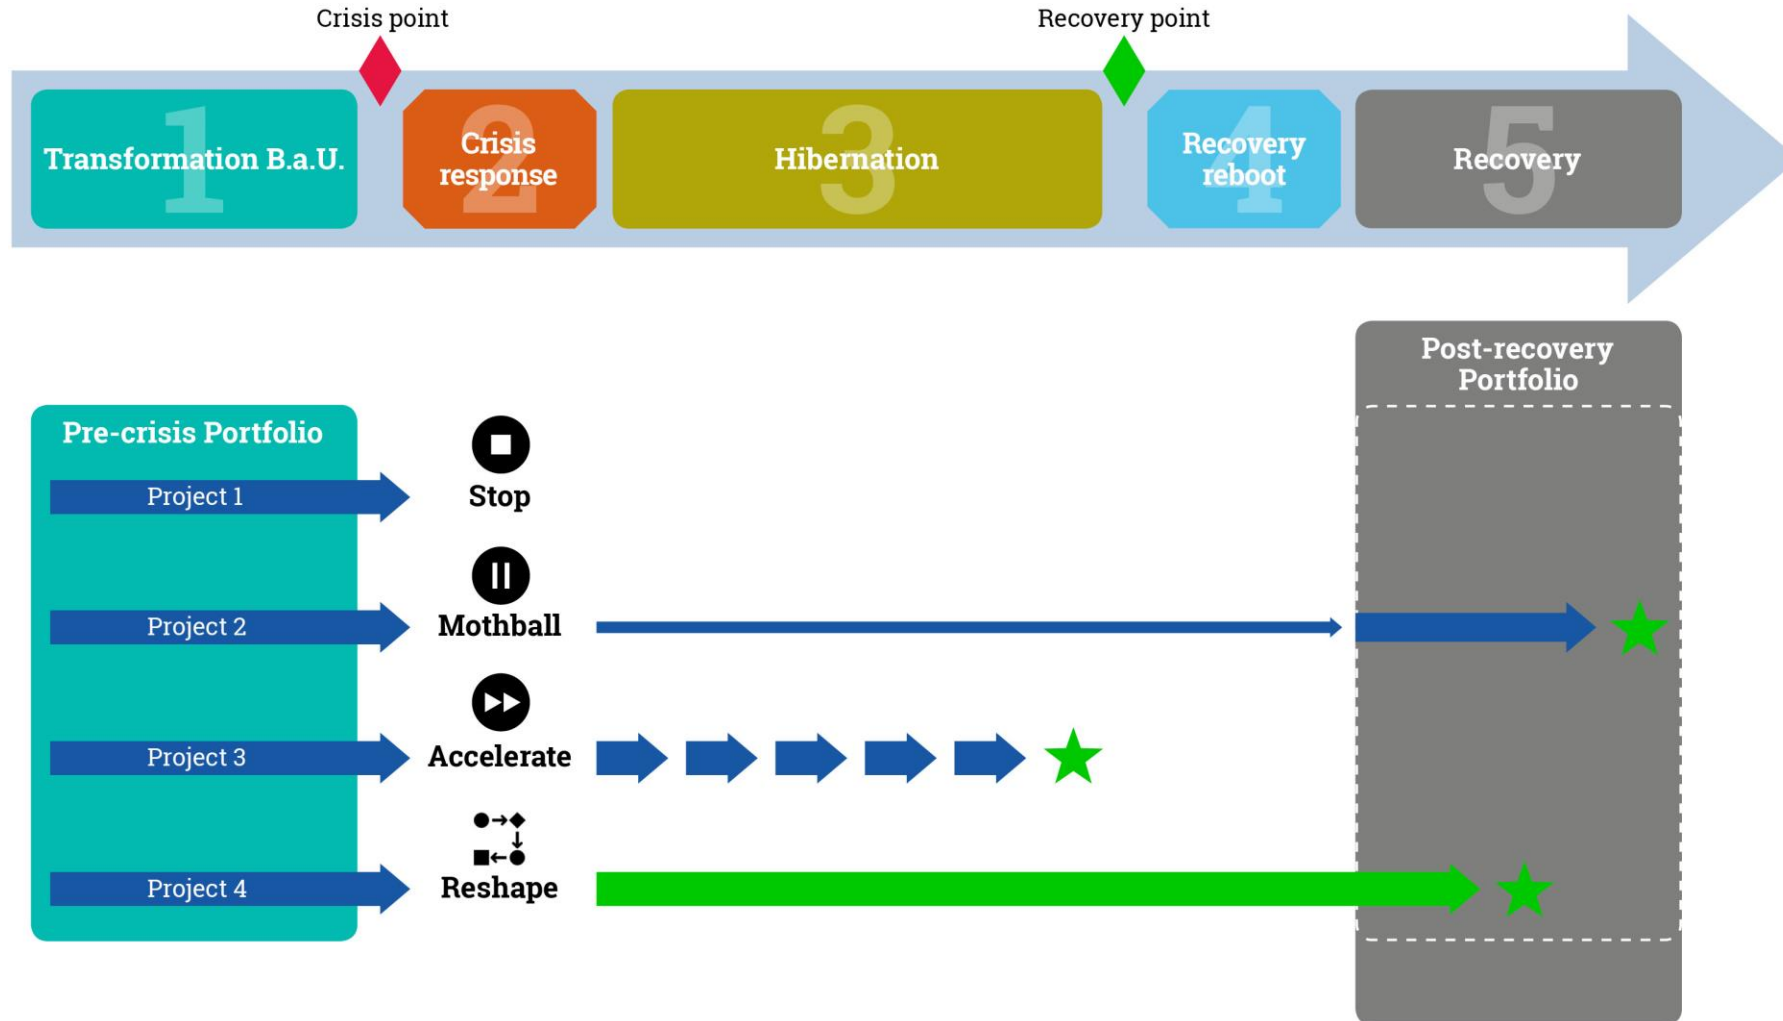 Crisis point
Recovery point
1
Transformation B.a.U.
2
Crisis
response
3
Hibernation
4
Recovery
reboot
5
Recovery
Post-recovery
Portfolio
Pre-crisis Portfolio
Project 1
Stop
Project 2
Mothball
Project 3
Accelerate
Project 4
Reshape